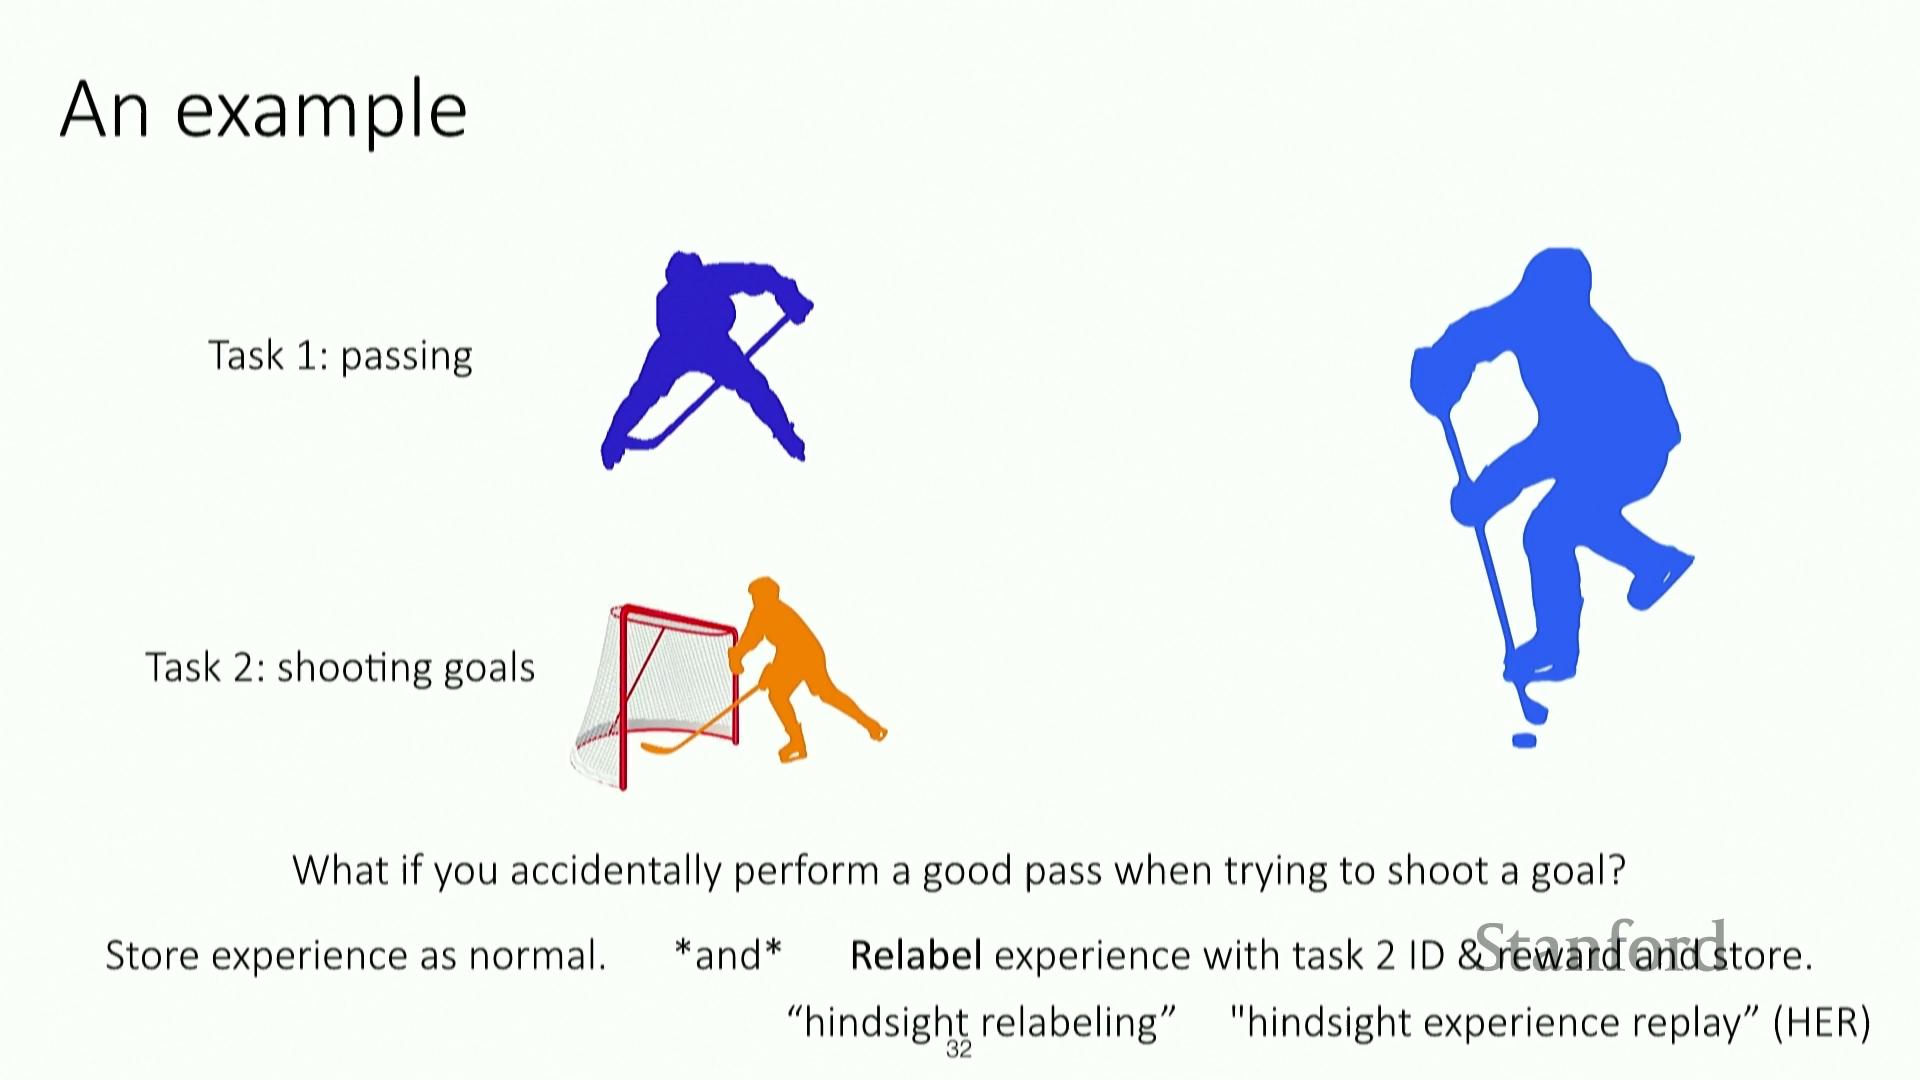 An example
Task 1: passing
Task 2: shooting goals
What if you accidentally perform a good pass when trying to shoot a goal?
Store experience as normal. *and* Relabel experience with task 2 ID & reward and store.
Stanford
“hindsight relabeling” "hindsight experience replay” (HER)
32